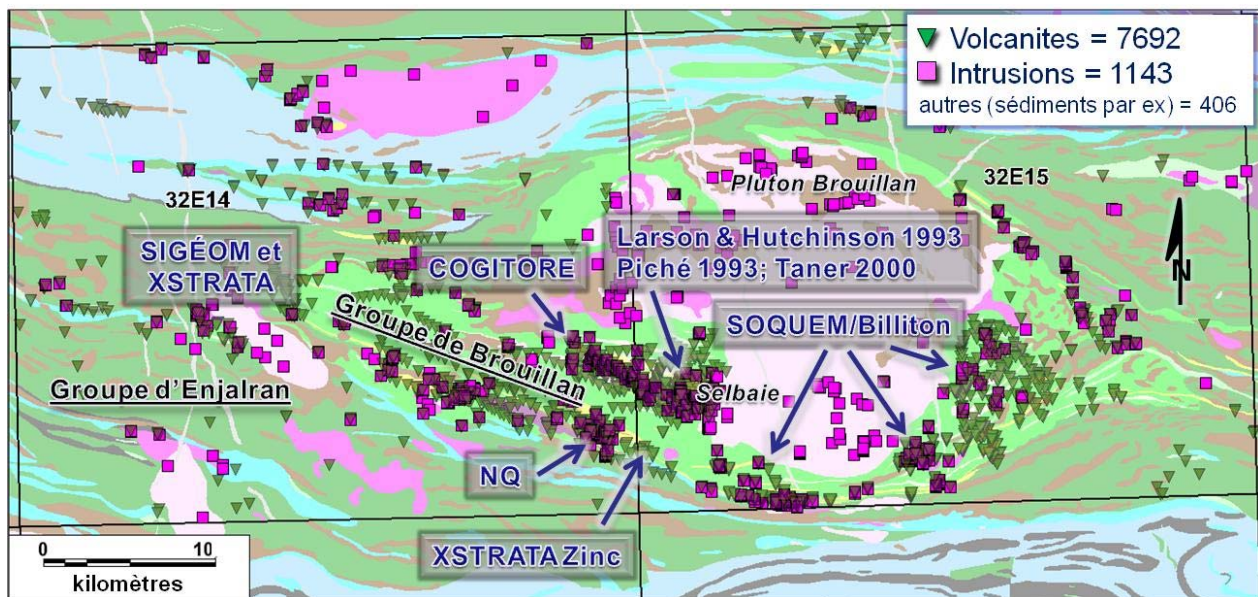 Volcanites = 7692
Intrusions = 1143
autres (sédiments par ex) = 406
Pluton Brouillan
32E15
32E14
SIGÉOM et
XSTRATA
COGITORE
Larson & Hutchinson 1993
Piché 1993; Taner 2000
N
SOQUEM/Billiton
Groupe de Brouillan
Groupe d'Enjalran
Selbaie
NQ
XSTRATA Zinc
0 10
kilomètres